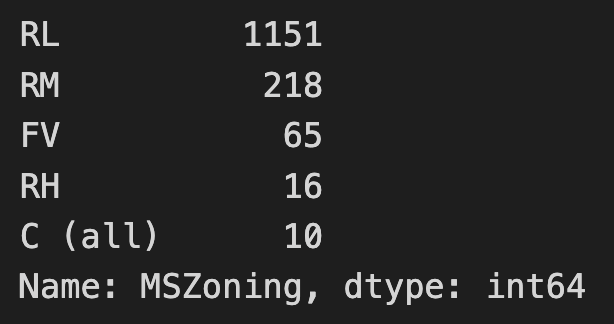 RL 1151
RM 218
FV 65
RH 16
C (all) 10
Name: MSZoning, dtype: int64